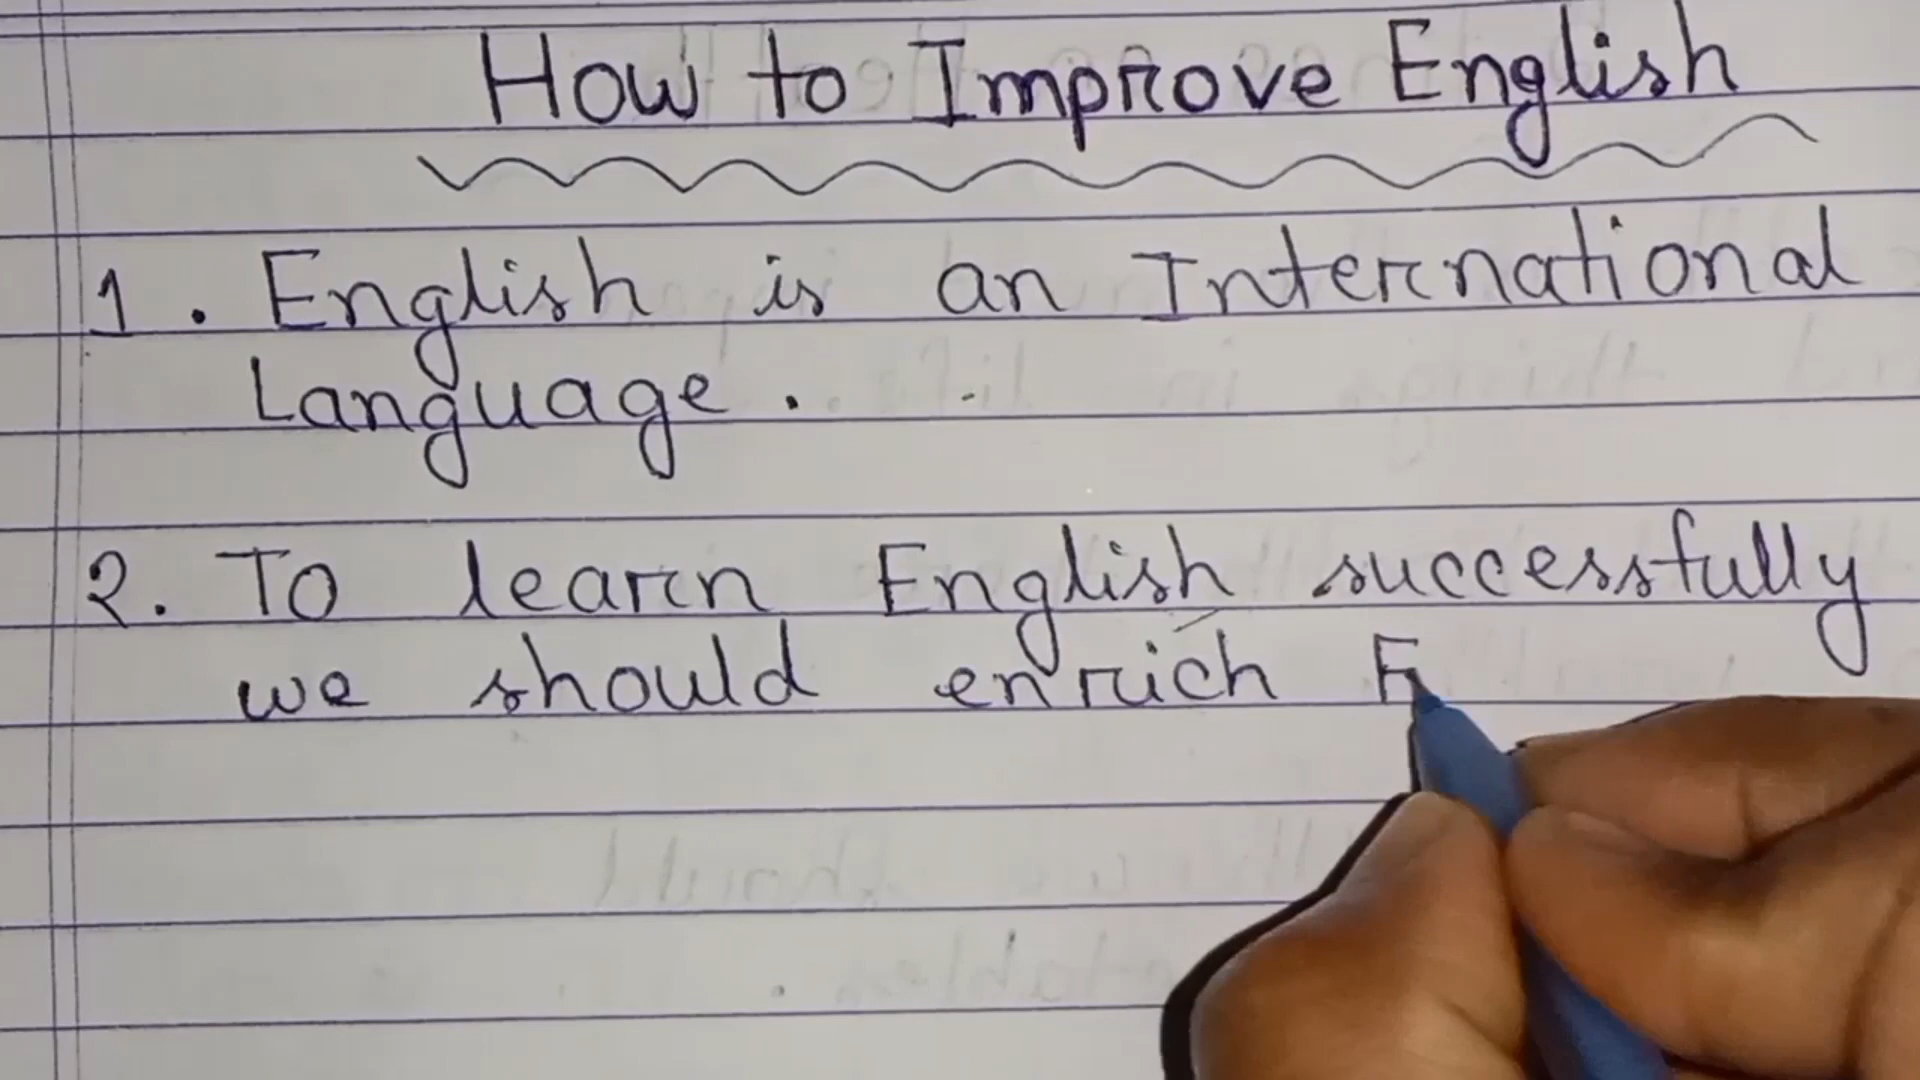 How to Improve English
1. English is an International
Language.
2. To learn English successfully
we should enrich E